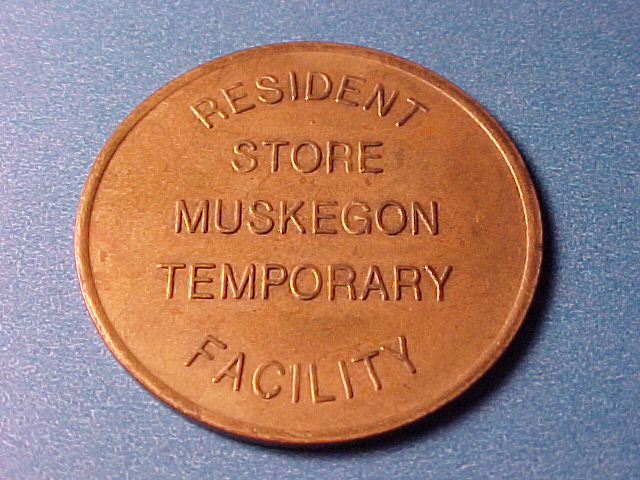 RESIDENT
STORE
MUSKEGON
TEMPORARY
FACILITY